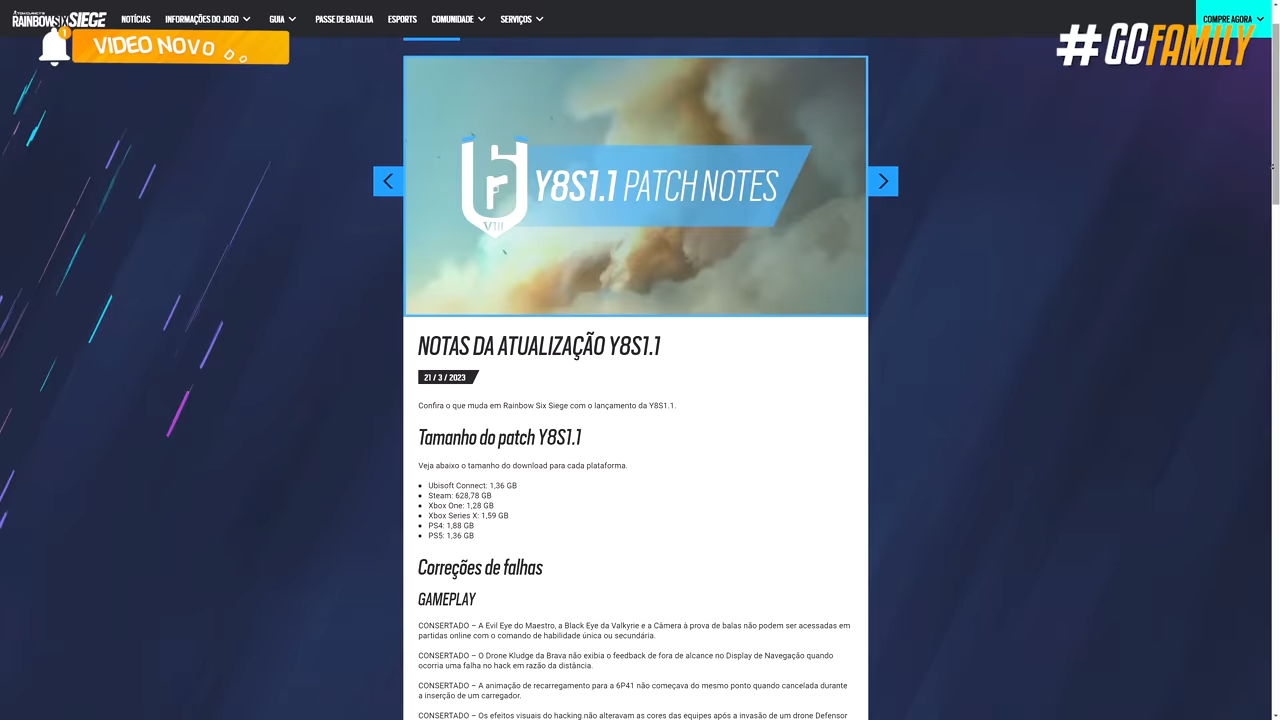 TOM CLANCY'S
RAINBOWSIX SIEGE
NOTÍCIAS
INFORMAÇÕES DO JOGO
GUIA
PASSE DE BATALHA
ESPORTS
COMUNIDADE
SERVIÇOS
COMPRE AGORA
1
VIDEO NOVO DO
#GCFAMILY
Y8S1.1 PATCH NOTES
VIII
NOTAS DA ATUALIZAÇÃO Y8S1.1
21 / 3 / 2023
Confira o que muda em Rainbow Six Siege com o lançamento da Y8S1.1.
Tamanho do patch Y8S1.1
Veja abaixo o tamanho do download para cada plataforma.
Ubisoft Connect: 1,36 GB
Steam: 628,78 GB
Xbox One: 1,28 GB
Xbox Series X: 1,59 GB
PS4: 1,88 GB
PS5: 1,36 GB
Correções de falhas
GAMEPLAY
CONSERTADO – A Evil Eye do Maestro, a Black Eye da Valkyrie e a Câmera à prova de balas não podem ser acessadas em
partidas online com o comando de habilidade única ou secundária.
CONSERTADO – O Drone Kludge da Brava não exibia o feedback de fora de alcance no Display de Navegação quando
ocorria uma falha no hack em razão da distância.
CONSERTADO – A animação de recarregamento para a 6P41 não começava do mesmo ponto quando cancelada durante
a inserção de um carregador.
CONSERTADO – Os efeitos visuais do hacking não alteravam as cores das equipes após a invasão de um drone Defensor